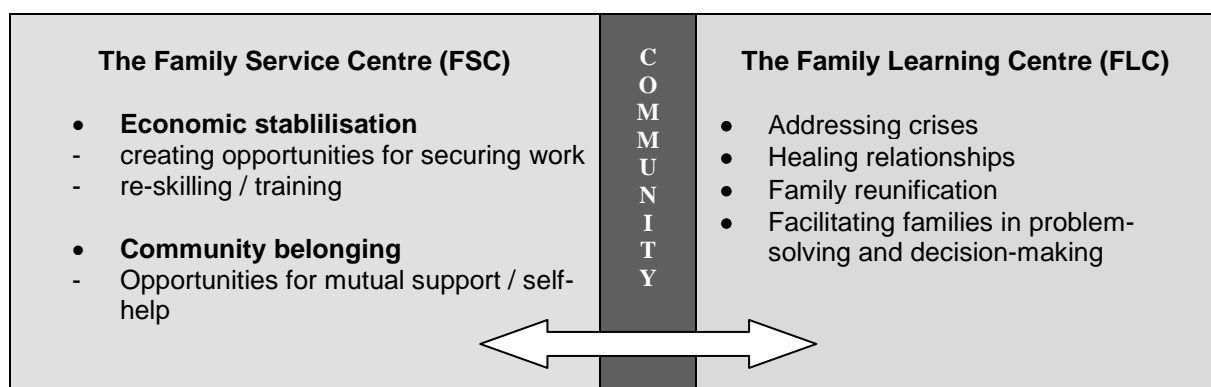 The Family Service Centre (FSC)
• Economic stablilisation
- creating opportunities for securing work
- re-skilling / training
• Community belonging
- Opportunities for mutual support / self-
help
C
O
M
M
U
N
I
T
Y
The Family Learning Centre (FLC)
• Addressing crises
• Healing relationships
• Family reunification
• Facilitating families in problem-
solving and decision-making